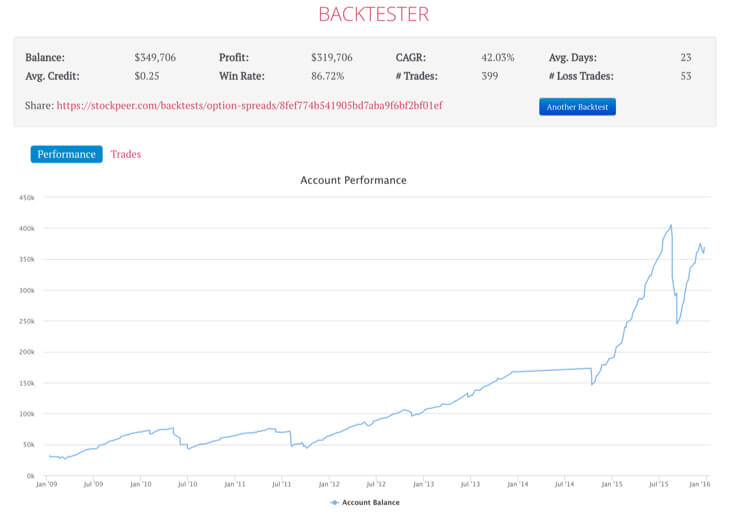 BACKTESTER
Balance: $349,706 Profit: $319,706 CAGR: 42.03% Avg. Days: 23
Avg. Credit: $0.25 Win Rate: 86.72% # Trades: 399 # Loss Trades: 53
Share: https://stockpeer.com/backtests/option-spreads/8fef774b541905bd7aba9f6bf2bf01ef Another Backtest
Performance Trades
Account Performance
450k
400k
350k
300k
250k
200k
150k
100k
50k
0k
Jan '09 Jul '09 Jan '10 Jul '10 Jan '11 Jul '11 Jan '12 Jul '12 Jan '13 Jul '13 Jan '14 Jul '14 Jan '15 Jul '15 Jan '16
Account Balance